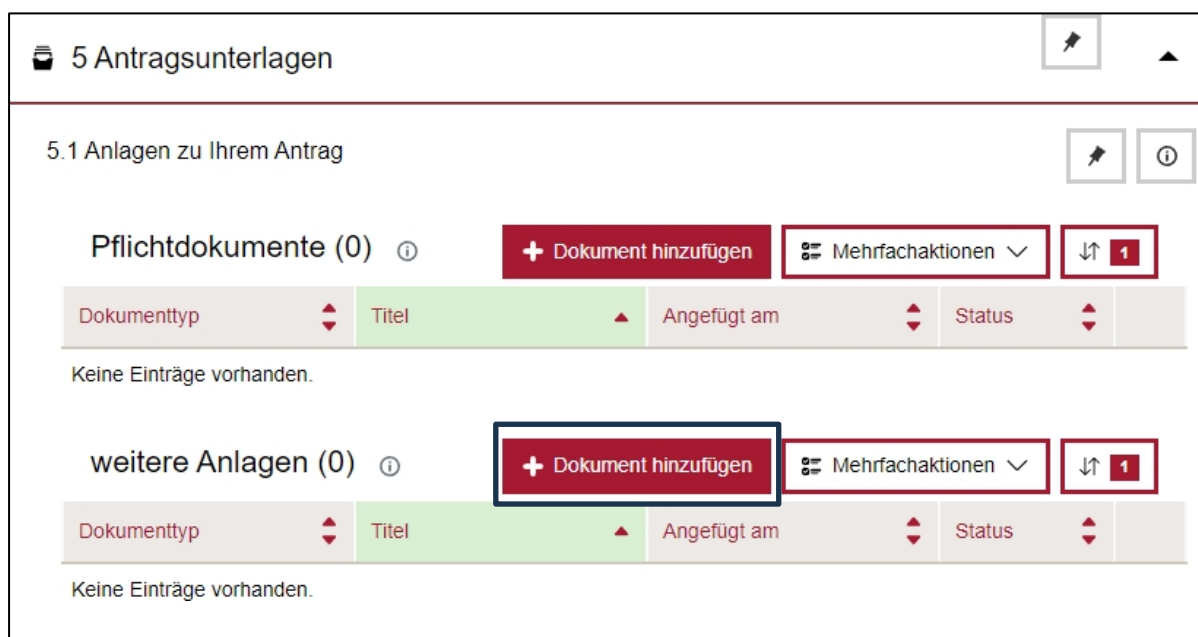 5 Antragsunterlagen
5.1 Anlagen zu Ihrem Antrag
Pflichtdokumente (0) Dokument hinzufügen Mehrfachaktionen 1
Dokumenttyp Titel Angefügt am Status
Keine Einträge vorhanden.
weitere Anlagen (0) Dokument hinzufügen Mehrfachaktionen 1
Dokumenttyp Titel Angefügt am Status
Keine Einträge vorhanden.